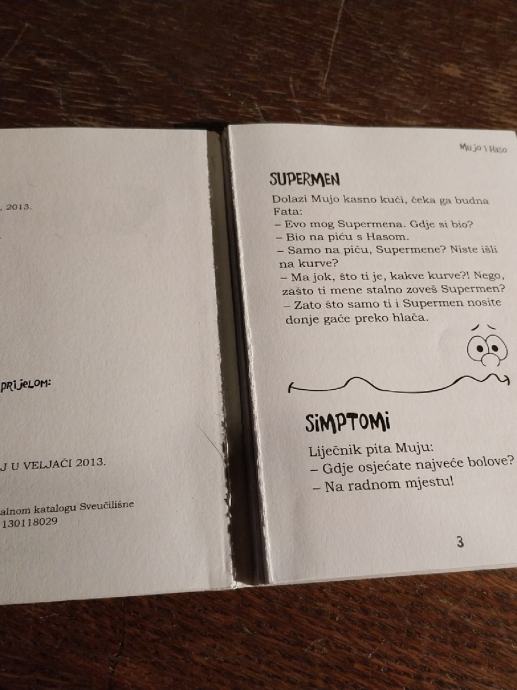 , 2013.
PRIJELOM:
J U VELJAČI 2013.
alnom katalogu Sveučilišne
130118029
Mujo i Haso
SUPERMEN
Dolazi Mujo kasno kući, čeka ga budna
Fata:
– Evo mog Supermena. Gdje si bio?
– Bio na piću s Hasom.
– Samo na piću, Supermene? Niste išli
na kurve?
– Ma jok, što ti je, kakve kurve?! Nego,
zašto ti mene stalno zoveš Supermen?
– Zato što samo ti i Supermen nosite
donje gaće preko hlača.
SIMPTOMI
Liječnik pita Muju:
– Gdje osjećate najveće bolove?
– Na radnom mjestu!
3